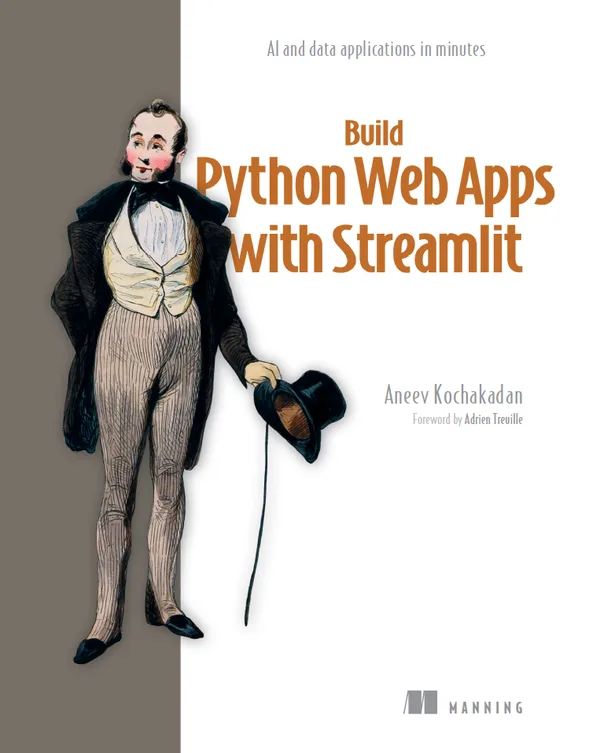 AI and data applications in minutes
Build
Python Web Apps
with Streamlit
Aneev Kochakadan
Foreword by Adrien Treuille
MANNING